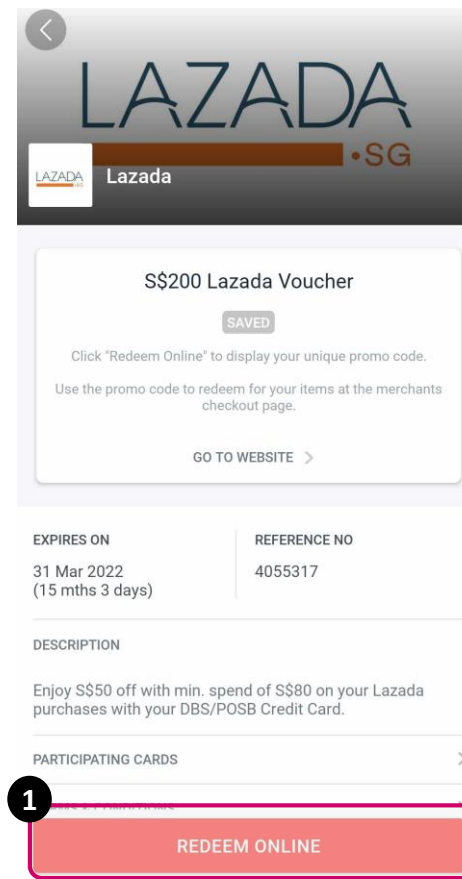 LAZADA
•SG
LAZADA
Lazada
S$200 Lazada Voucher
SAVED
Click "Redeem Online" to display your unique promo code.
Use the promo code to redeem for your items at the merchants
checkout page.
GO TO WEBSITE
EXPIRES ON
REFERENCE NO
31 Mar 2022
4055317
(15 mths 3 days)
DESCRIPTION
Enjoy S$50 off with min. spend of S$80 on your Lazada
purchases with your DBS/POSB Credit Card.
PARTICIPATING CARDS
1
REDEEM ONLINE